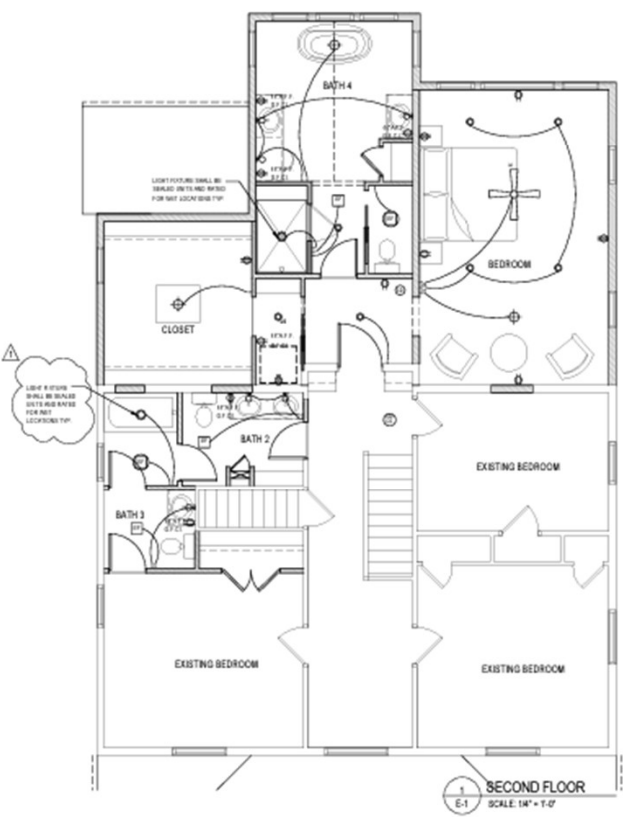 BATH 4
LIGHT FIXTURE SHALL BE
SEALED UNITS AND RATED
FOR WET LOCATIONS TYP.
BEDROOM
CLOSET
1
LIGHT FIXTURE
SHALL BE SEALED
UNITS AND RATED
FOR WET
LOCATIONS TYP.
BATH 2
EXISTING BEDROOM
BATH 3
EXISTING BEDROOM
EXISTING BEDROOM
1
E-1
SECOND FLOOR
SCALE: 1/4" = 1'-0"